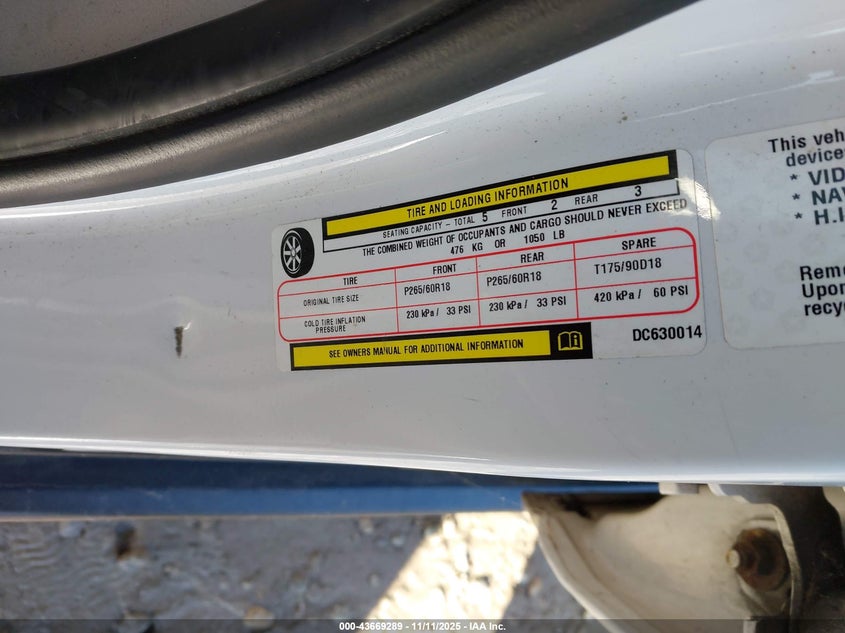 TIRE AND LOADING INFORMATION
SEATING CAPACITY - TOTAL 5 FRONT 2 REAR 3
THE COMBINED WEIGHT OF OCCUPANTS AND CARGO SHOULD NEVER EXCEED
476 KG OR 1050 LB
TIRE FRONT REAR SPARE
ORIGINAL TIRE SIZE P265/60R18 P265/60R18 T175/90D18
COLD TIRE INFLATION PRESSURE 230 kPa / 33 PSI 230 kPa / 33 PSI 420 kPa / 60 PSI
SEE OWNERS MANUAL FOR ADDITIONAL INFORMATION
DC630014
This veh
device
* VID
* NAV
* H.I
Remo
Upon
recyc
000-43669289 - 11/11/2025 - IAA Inc.